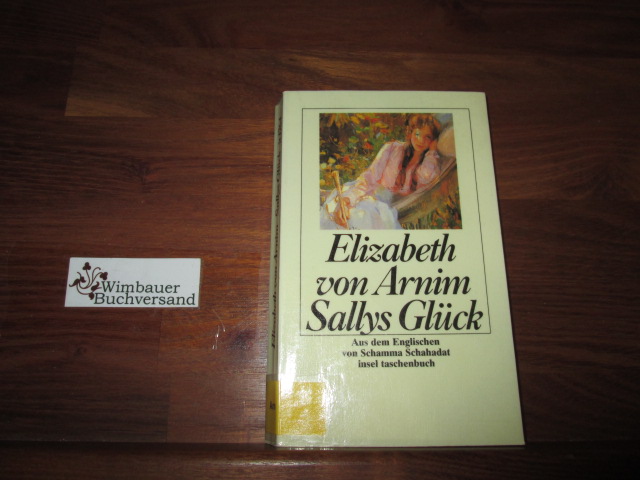 Wimbauer
Buchversand
Elizabeth
von Arnim
Sallys Glück
Aus dem Englischen
von Schamma Schahadat
insel taschenbuch